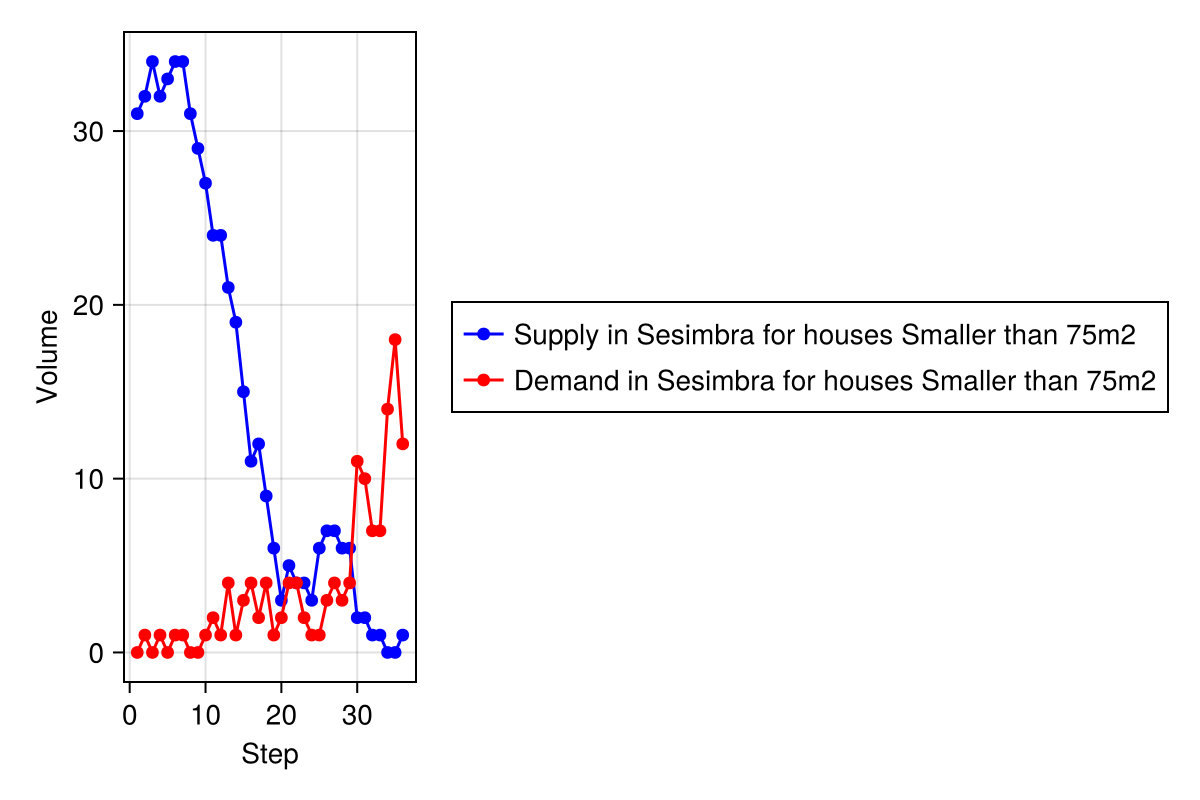 30
20
10
0
Volume
0 10 20 30
Step
Supply in Sesimbra for houses Smaller than 75m2
Demand in Sesimbra for houses Smaller than 75m2